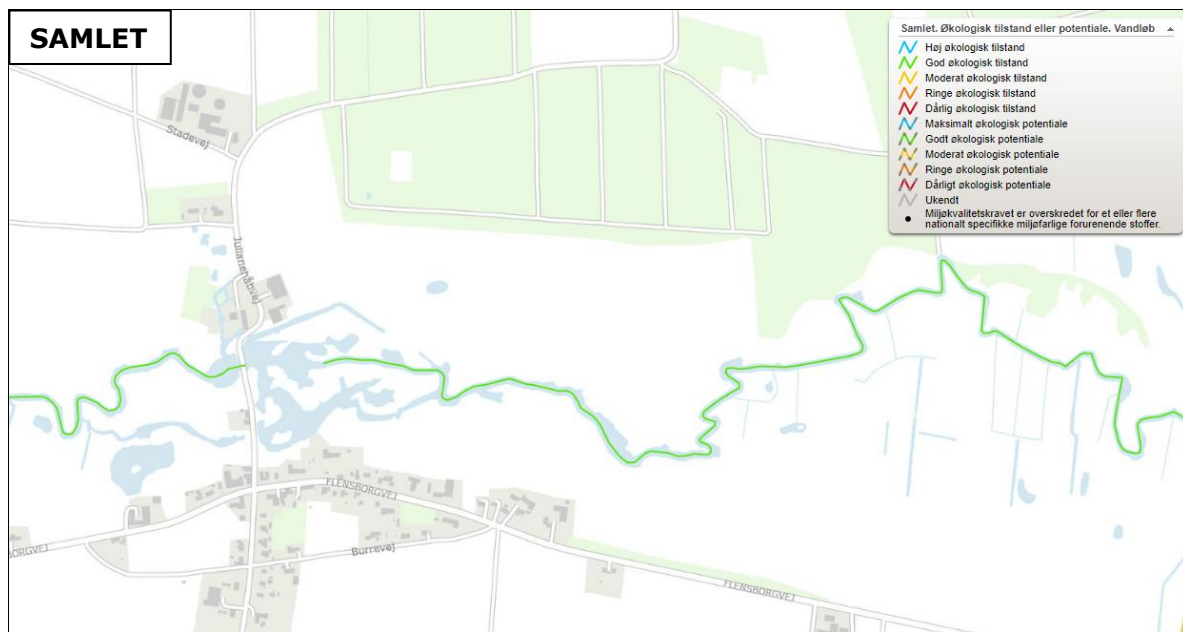 SAMLET
Samlet. Økologisk tilstand eller potentiale. Vandløb
Høj økologisk tilstand
God økologisk tilstand
Moderat økologisk tilstand
Ringe økologisk tilstand
Dårlig økologisk tilstand
Maksimalt økologisk potentiale
Godt økologisk potentiale
Moderat økologisk potentiale
Ringe økologisk potentiale
Dårligt økologisk potentiale
Ukendt
Miljøkvalitetskravet er overskredet for et eller flere
nationalt specifikke miljøfarlige forurenende stoffer.
Stadevej
Julianehåbvej
FLENSBORGVEJ
BORGVEJ
Burrevej
FLENSBORGVEJ